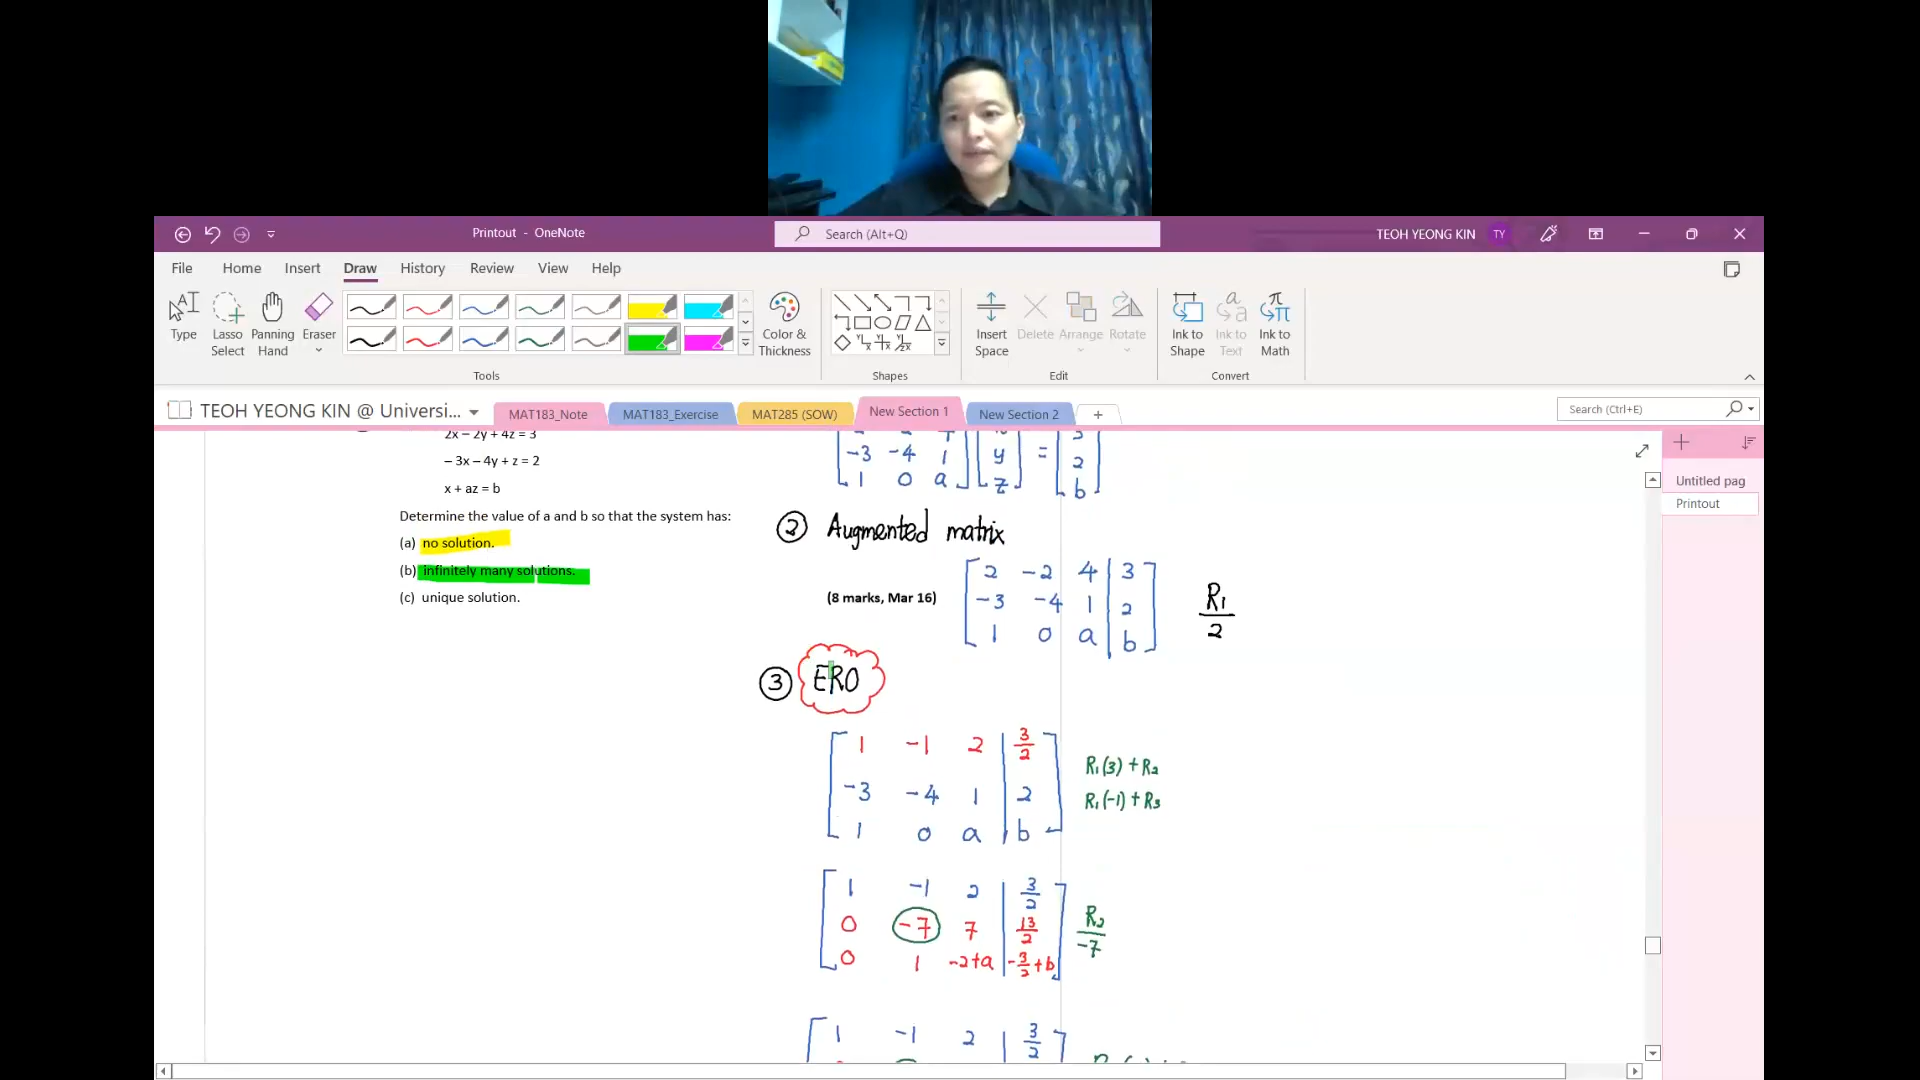 Printout - OneNote
Search (Alt+Q)
TEOH YEONG KIN TY
File Home Insert Draw History Review View Help
Type
Lasso Select
Panning Hand
Eraser
Color & Thickness
Insert Space
Delete
Arrange
Rotate
Ink to Shape
Ink to Text
Ink to Math
Tools Shapes Edit Convert
TEOH YEONG KIN @ Universi...
MAT183_Note MAT183_Exercise MAT285 (SOW) New Section 1 New Section 2 +
Search (Ctrl+E)
Untitled pag
Printout
2x – 2y + 4z = 3
– 3x – 4y + z = 2
x + az = b
Determine the value of a and b so that the system has:
(a) no solution.
(b) infinitely many solutions.
(c) unique solution.
(8 marks, Mar 16)
-3 -4 1 y = 2
1 0 a z b
② Augmented matrix
2 -2 4 | 3
-3 -4 1 | 2
1 0 a | b
R₁/2
③ ERO
1 -1 2 | 3/2
-3 -4 1 | 2
1 0 a | b
R₁(3) + R₂
R₁(-1) + R₃
1 -1 2 | 3/2
0 -7 7 | 13/2
0 1 -2+a | -3/2+b
R₂/-7
1 -1 2 | 3/2